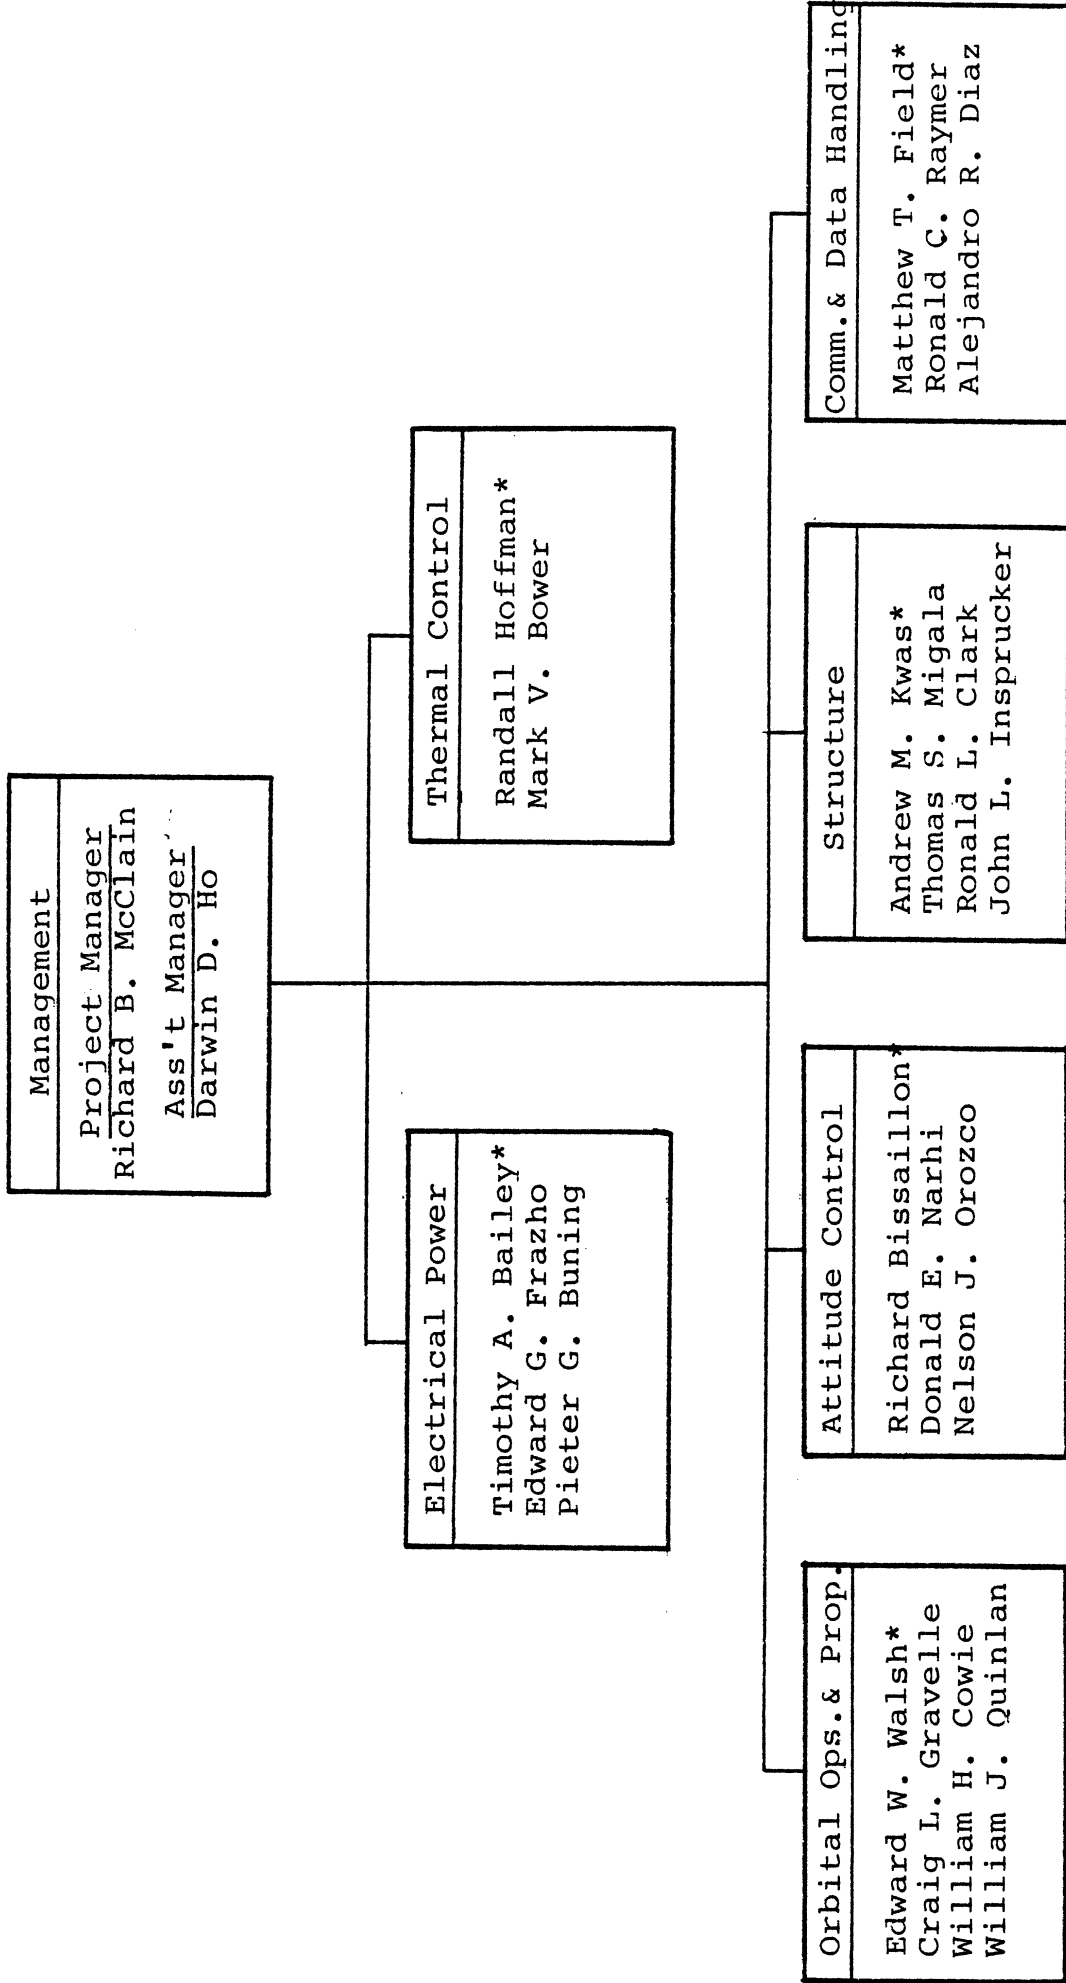 Management
Project Manager
Richard B. McClain
Ass't Manager
Darwin D. Ho
Electrical Power
Timothy A. Bailey*
Edward G. Frazho
Pieter G. Buning
Thermal Control
Randall Hoffman*
Mark V. Bower
Orbital Ops.& Prop.
Edward W. Walsh*
Craig L. Gravelle
William H. Cowie
William J. Quinlan
Attitude Control
Richard Bissaillon*
Donald E. Narhi
Nelson J. Orozco
Structure
Andrew M. Kwas*
Thomas S. Migala
Ronald L. Clark
John L. Insprucker
Comm.& Data Handling
Matthew T. Field*
Ronald C. Raymer
Alejandro R. Diaz